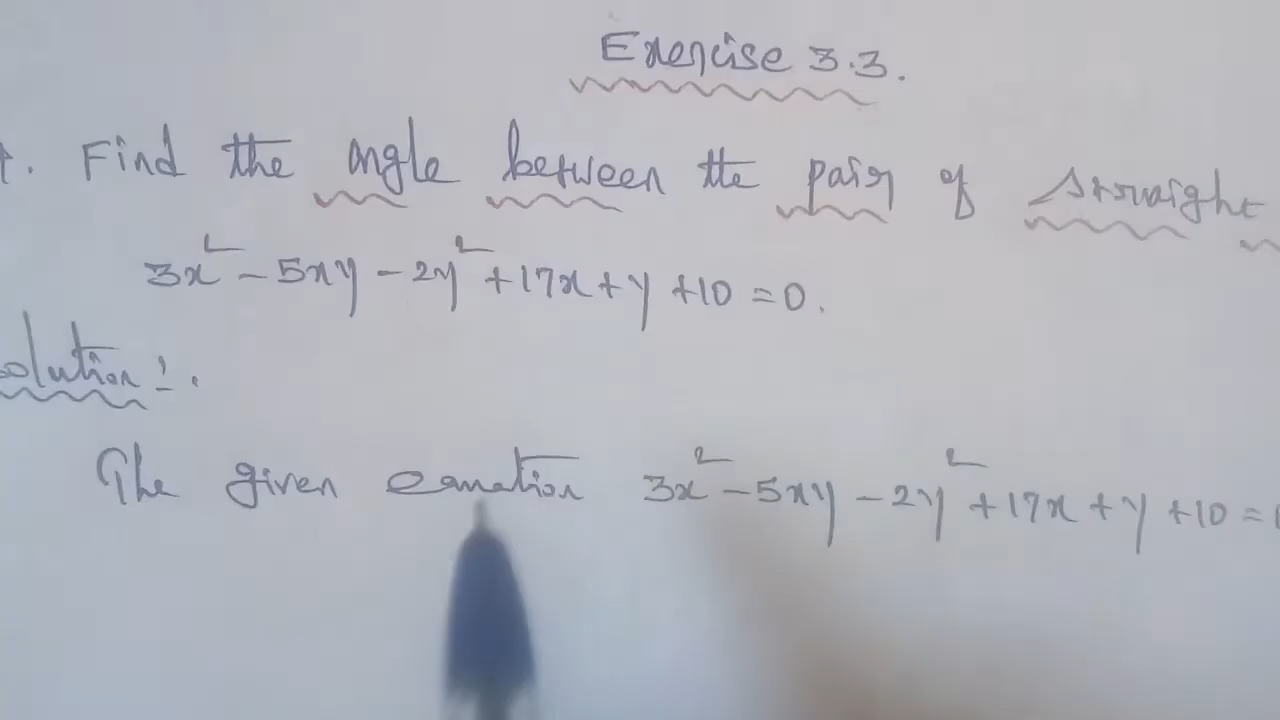 Exercise 3.3.
Find the angle between the pair of straight
3x² - 5xy - 2y² + 17x + y + 10 = 0.
solution:.
The given equation 3x² - 5xy - 2y² + 17x + y + 10 =